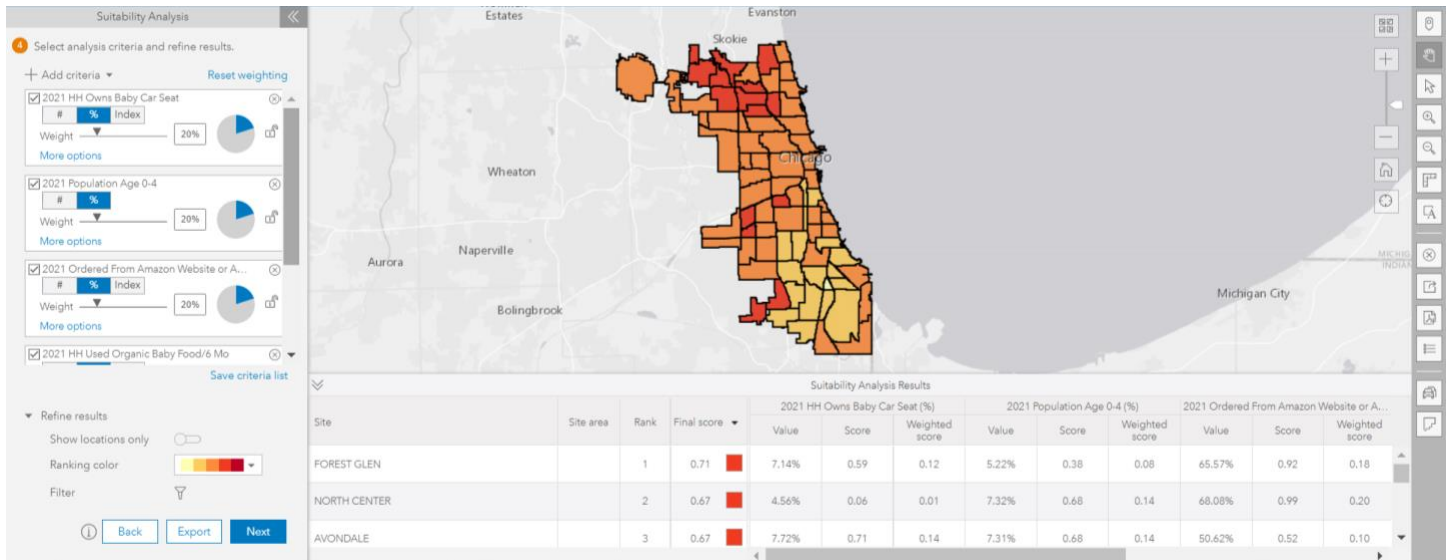 Suitability Analysis
4 Select analysis criteria and refine results.
Add criteria
Reset weighting
2021 HH Owns Baby Car Seat
# % Index
Weight 20%
More options
2021 Population Age 0-4
# %
Weight 20%
More options
2021 Ordered From Amazon Website or A...
# % Index
Weight 20%
More options
2021 HH Used Organic Baby Food/6 Mo
Save criteria list
Refine results
Show locations only
Ranking color
Filter
Back Export Next
Estates
Evanston
Skokie
Chicago
Wheaton
Naperville
Aurora
Bolingbrook
Michigan City
MICHIG
INDIAN
Suitability Analysis Results
2021 HH Owns Baby Car Seat (%) 2021 Population Age 0-4 (%) 2021 Ordered From Amazon Website or A...
Site Site area Rank Final score Value Score Weighted score Value Score Weighted score Value Score Weighted score
FOREST GLEN 1 0.71 7.14% 0.59 0.12 5.22% 0.38 0.08 65.57% 0.92 0.18
NORTH CENTER 2 0.67 4.56% 0.06 0.01 7.32% 0.68 0.14 68.08% 0.99 0.20
AVONDALE 3 0.67 7.72% 0.71 0.14 7.31% 0.68 0.14 50.62% 0.52 0.10